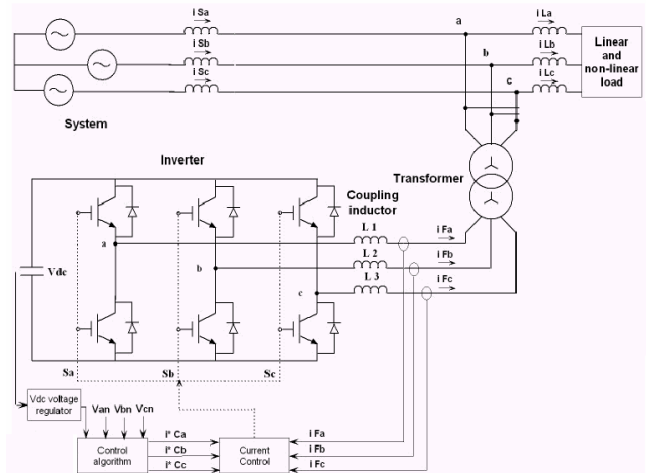 i Sa
i Sb
i Sc
a
b
c
i La
i Lb
i Lc
Linear
and
non-linear
load
System
Inverter
Transformer
Coupling
inductor
L 1
L 2
L 3
i Fa
i Fb
i Fc
a
b
c
Vdc
Sa
Sb
Sc
Vdc voltage
regulator
Van Vbn Vcn
Control
algorithm
i* Ca
i* Cb
i* Cc
Current
Control
i Fa
i Fb
i Fc